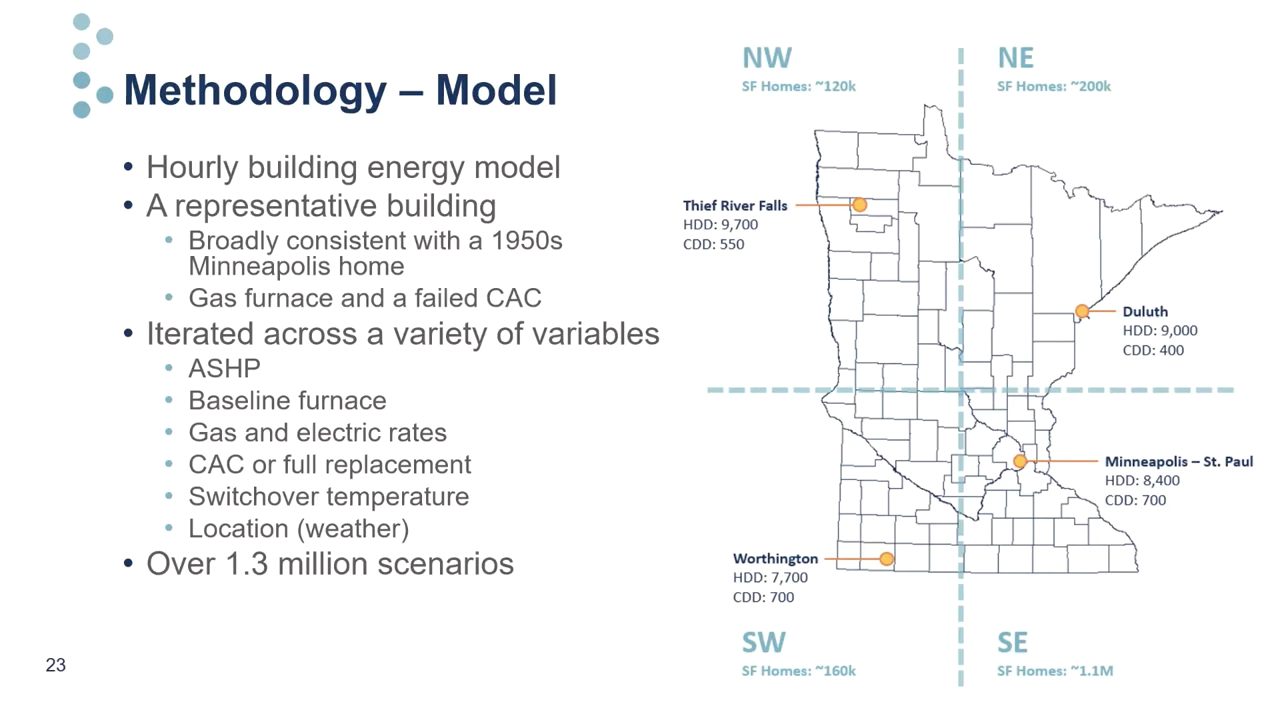 Methodology – Model
• Hourly building energy model
• A representative building
• Broadly consistent with a 1950s
Minneapolis home
• Gas furnace and a failed CAC
• Iterated across a variety of variables
• ASHP
• Baseline furnace
• Gas and electric rates
• CAC or full replacement
• Switchover temperature
• Location (weather)
• Over 1.3 million scenarios
23
NW
SF Homes: ~120k
NE
SF Homes: ~200k
Thief River Falls
HDD: 9,700
CDD: 550
Duluth
HDD: 9,000
CDD: 400
Minneapolis – St. Paul
HDD: 8,400
CDD: 700
Worthington
HDD: 7,700
CDD: 700
SW
SF Homes: ~160k
SE
SF Homes: ~1.1M